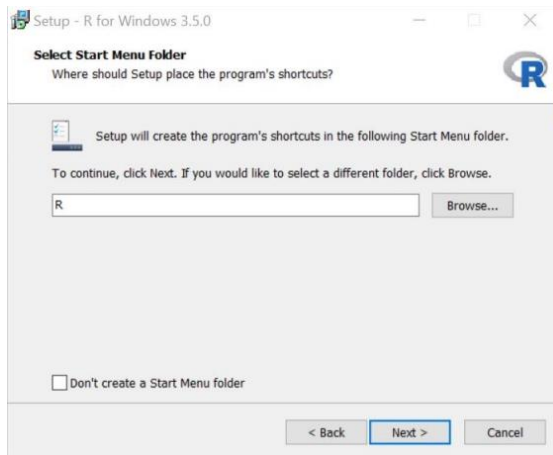 Setup - R for Windows 3.5.0
Select Start Menu Folder
Where should Setup place the program's shortcuts?
R
Setup will create the program's shortcuts in the following Start Menu folder.
To continue, click Next. If you would like to select a different folder, click Browse.
R
Browse...
Don't create a Start Menu folder
< Back
Next >
Cancel